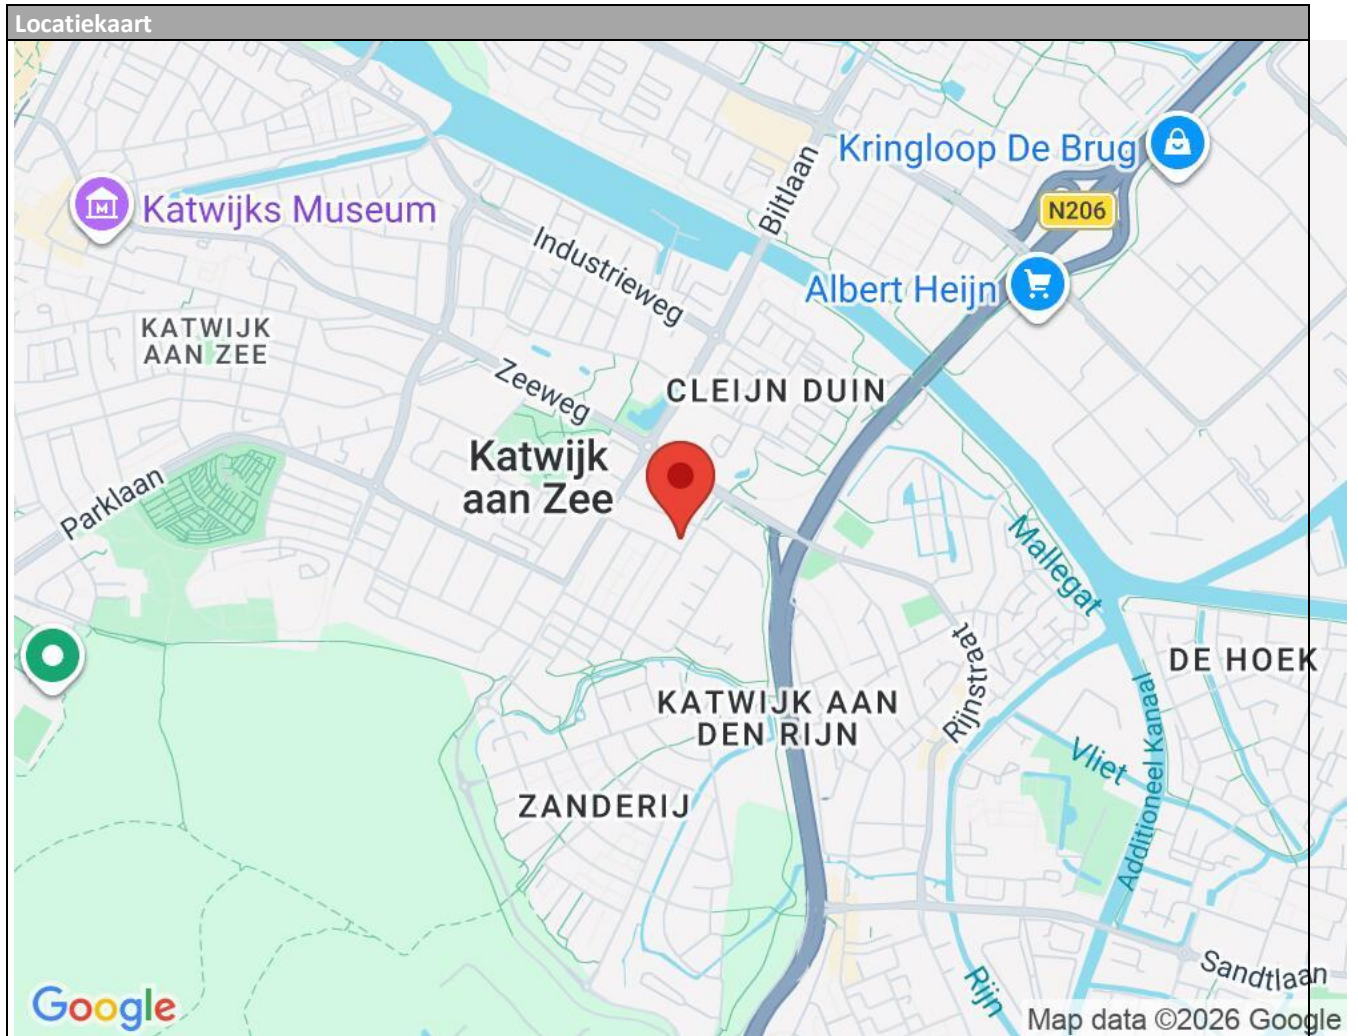 Locatiekaart
Kringloop De Brug
Biltlaan
N206
Katwijks Museum
Industrieweg
Albert Heijn
KATWIJK
AAN ZEE
Zeeweg
CLEIJN DUIN
Katwijk
aan Zee
Parklaan
Mallegat
Rijnstraat
DE HOEK
KATWIJK AAN
DEN RIJN
Vliet
Additioneel Kanaal
ZANDERIJ
Sandtlaan
Rijn
Google
Map data ©2026 Google